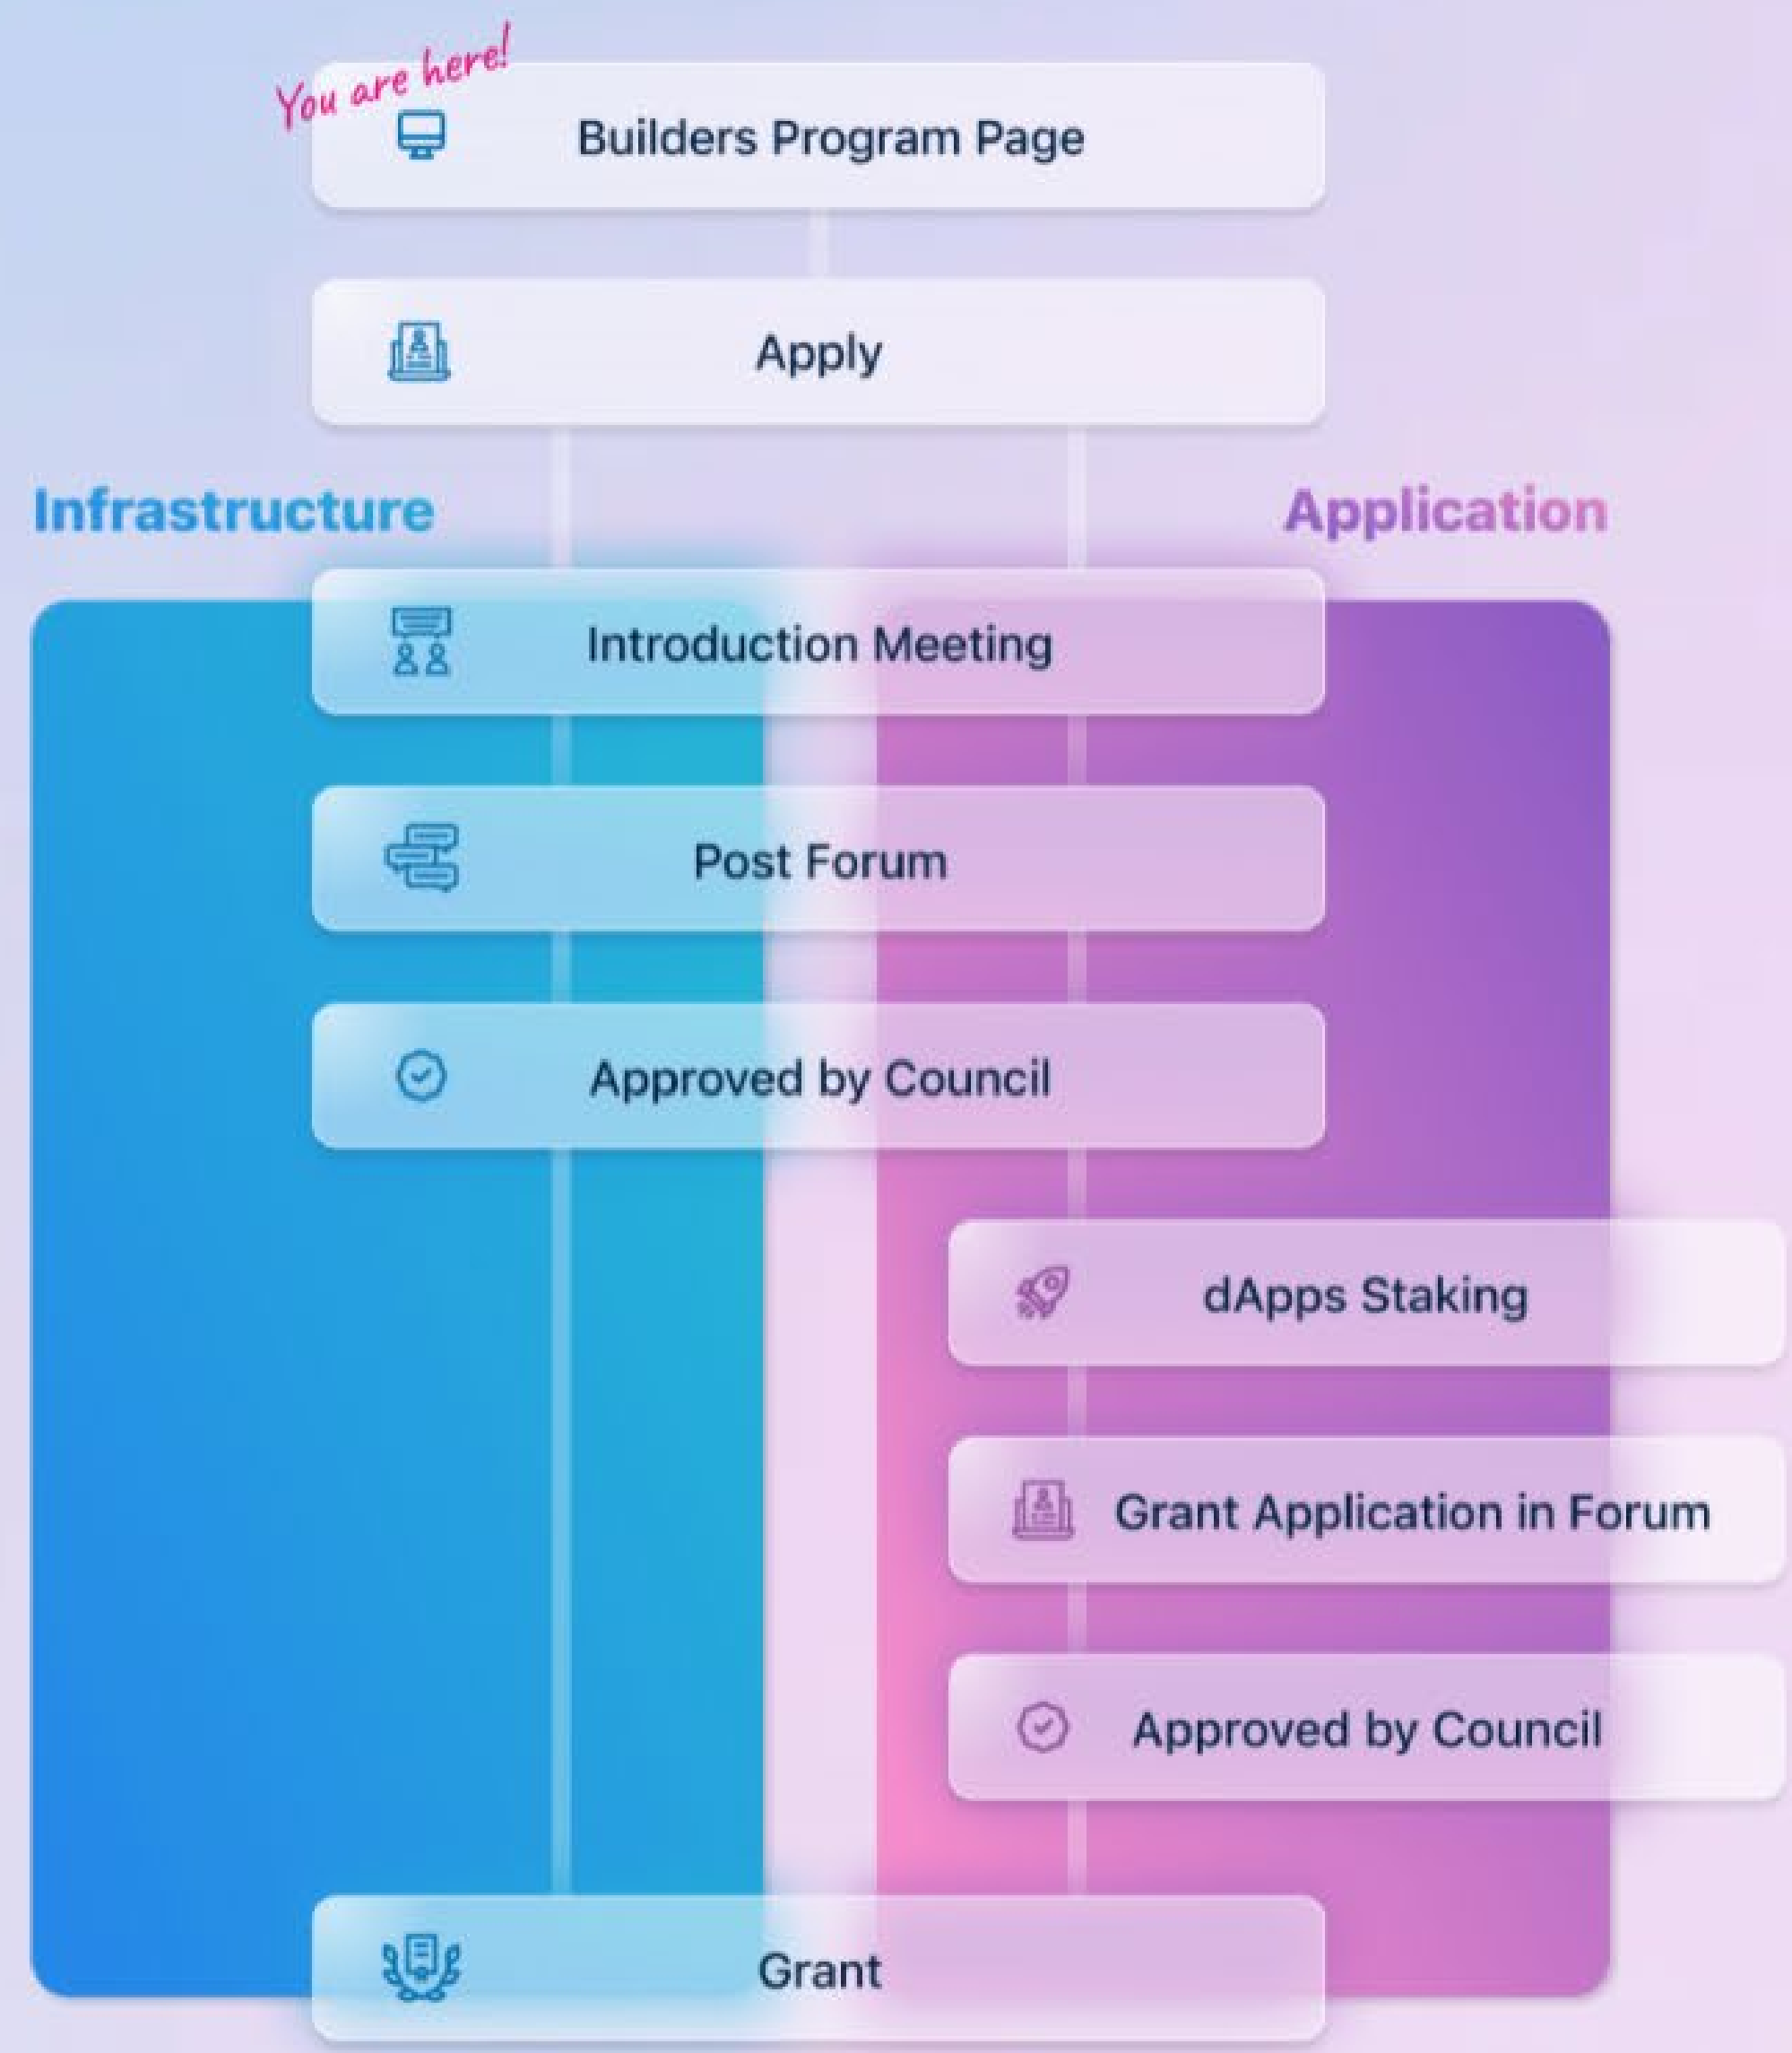 You are here!
Builders Program Page
Apply
Infrastructure
Application
Introduction Meeting
Post Forum
Approved by Council
dApps Staking
Grant Application in Forum
Approved by Council
Grant